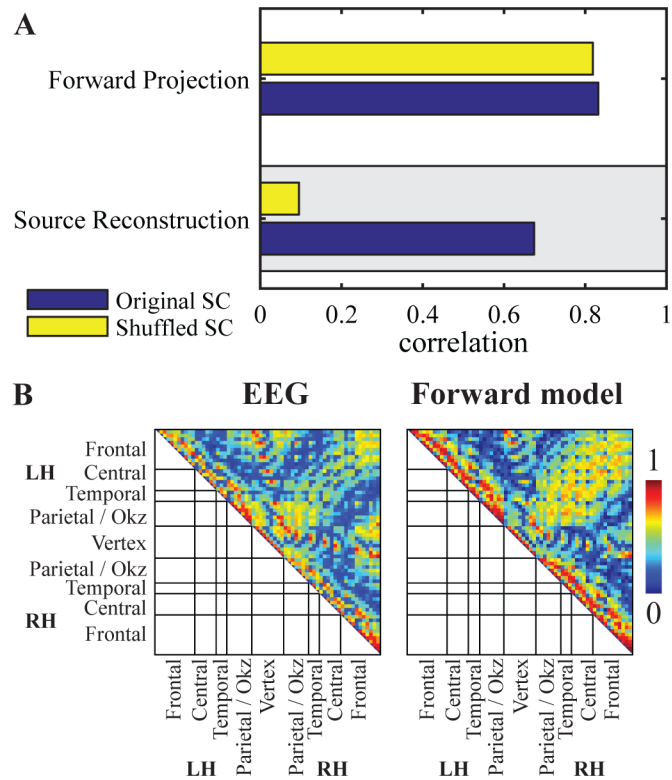 A
Forward Projection
Source Reconstruction
Original SC
Shuffled SC
0 0.2 0.4 0.6 0.8 1
correlation
B
EEG Forward model
LH
Frontal
Central
Temporal
Parietal / Okz
Vertex
Parietal / Okz
Temporal
Central
Frontal
RH
1
0
Frontal
Central
Temporal
Parietal / Okz
Vertex
Parietal / Okz
Temporal
Central
Frontal
LH RH
Frontal
Central
Temporal
Parietal / Okz
Vertex
Parietal / Okz
Temporal
Central
Frontal
LH RH